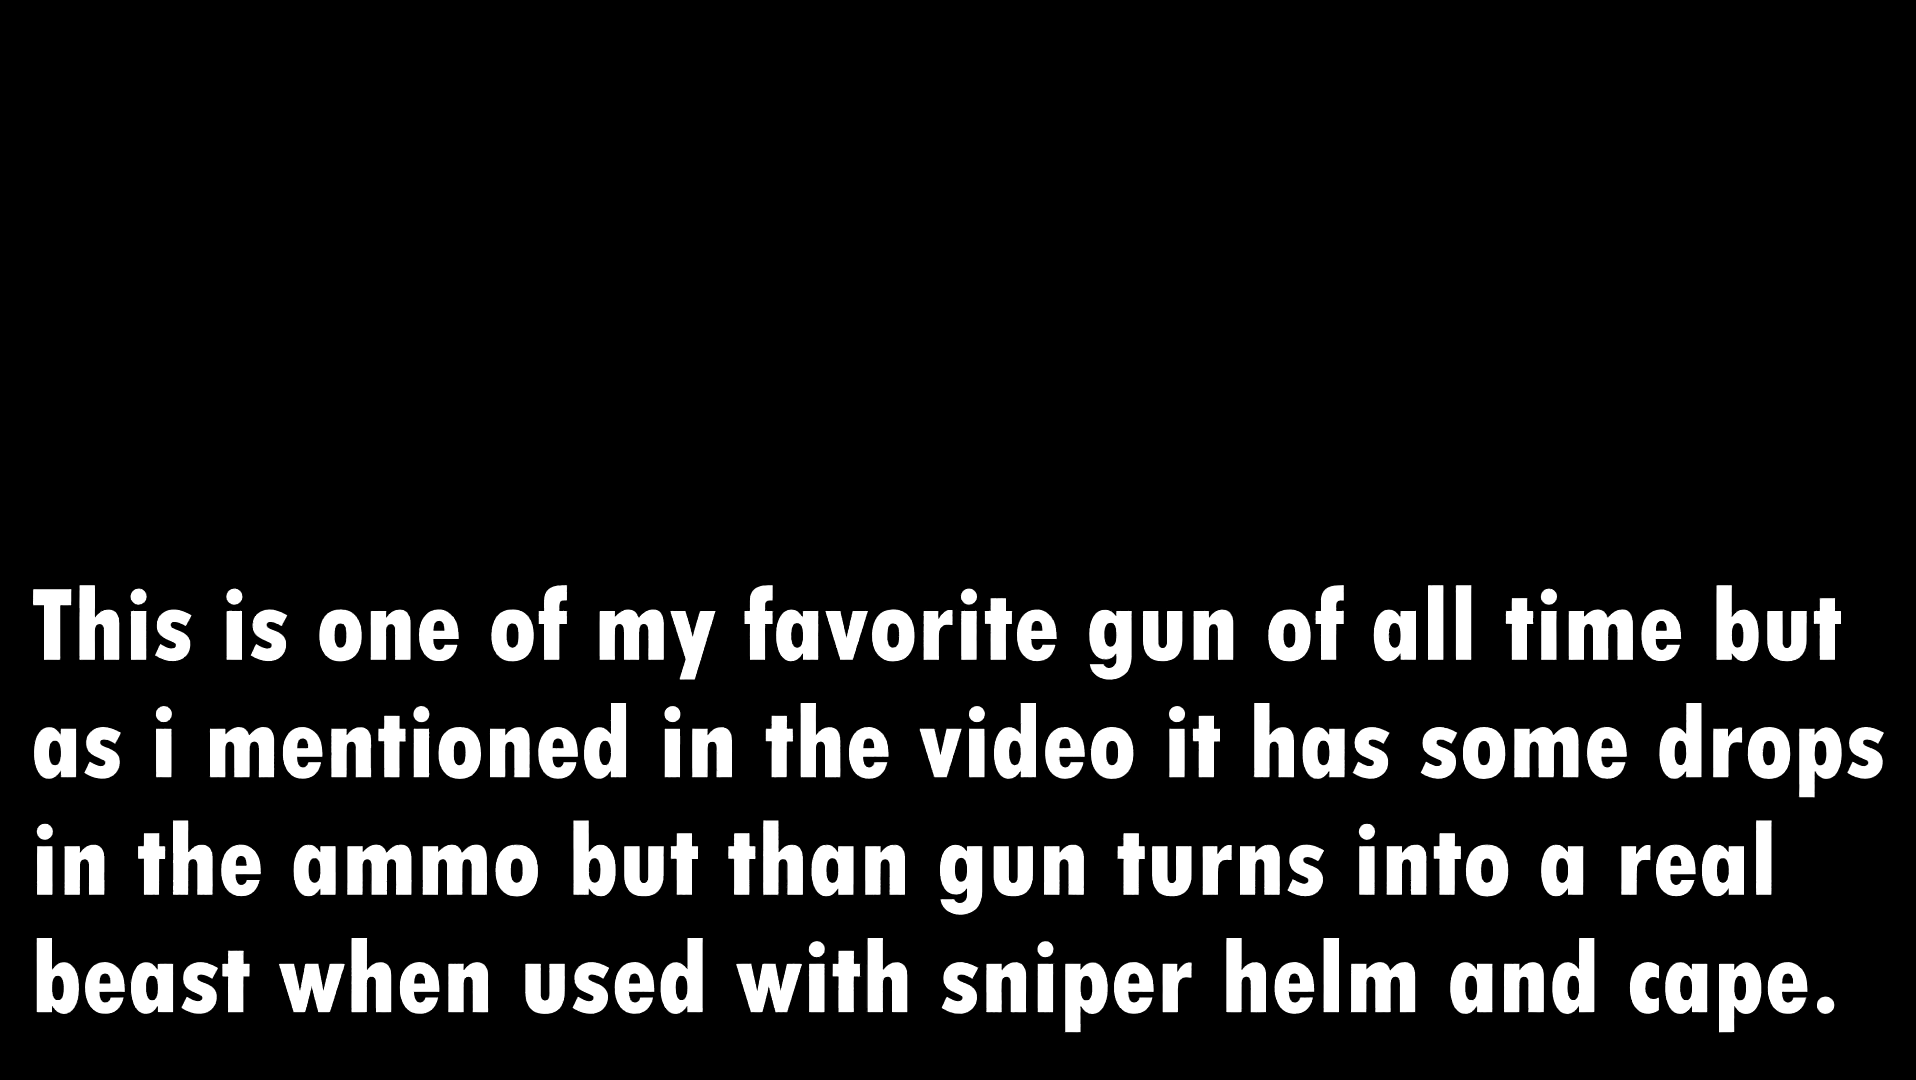 This is one of my favorite gun of all time but
as i mentioned in the video it has some drops
in the ammo but than gun turns into a real
beast when used with sniper helm and cape.